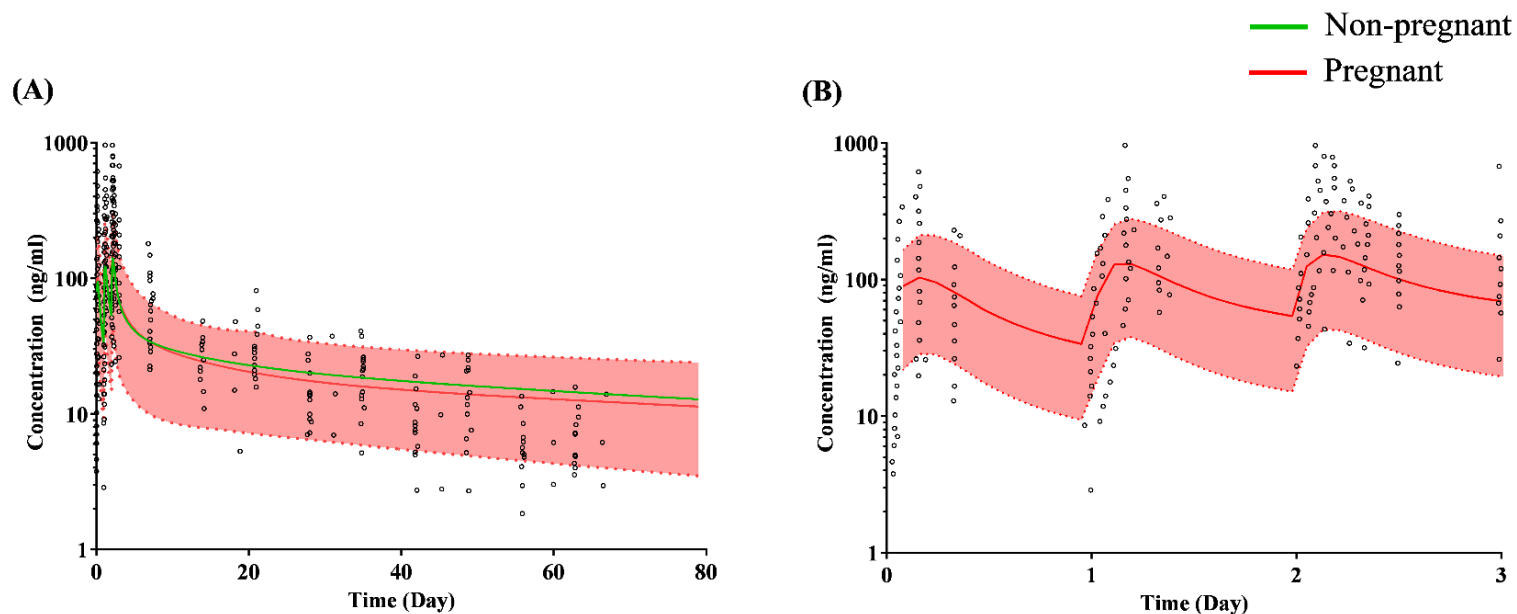 Non-pregnant
Pregnant
(A)
(B)
Concentration (ng/ml)
1000
100
10
1
0
20
40
60
80
Time (Day)
Concentration (ng/ml)
1000
100
10
1
0
1
2
3
Time (Day)